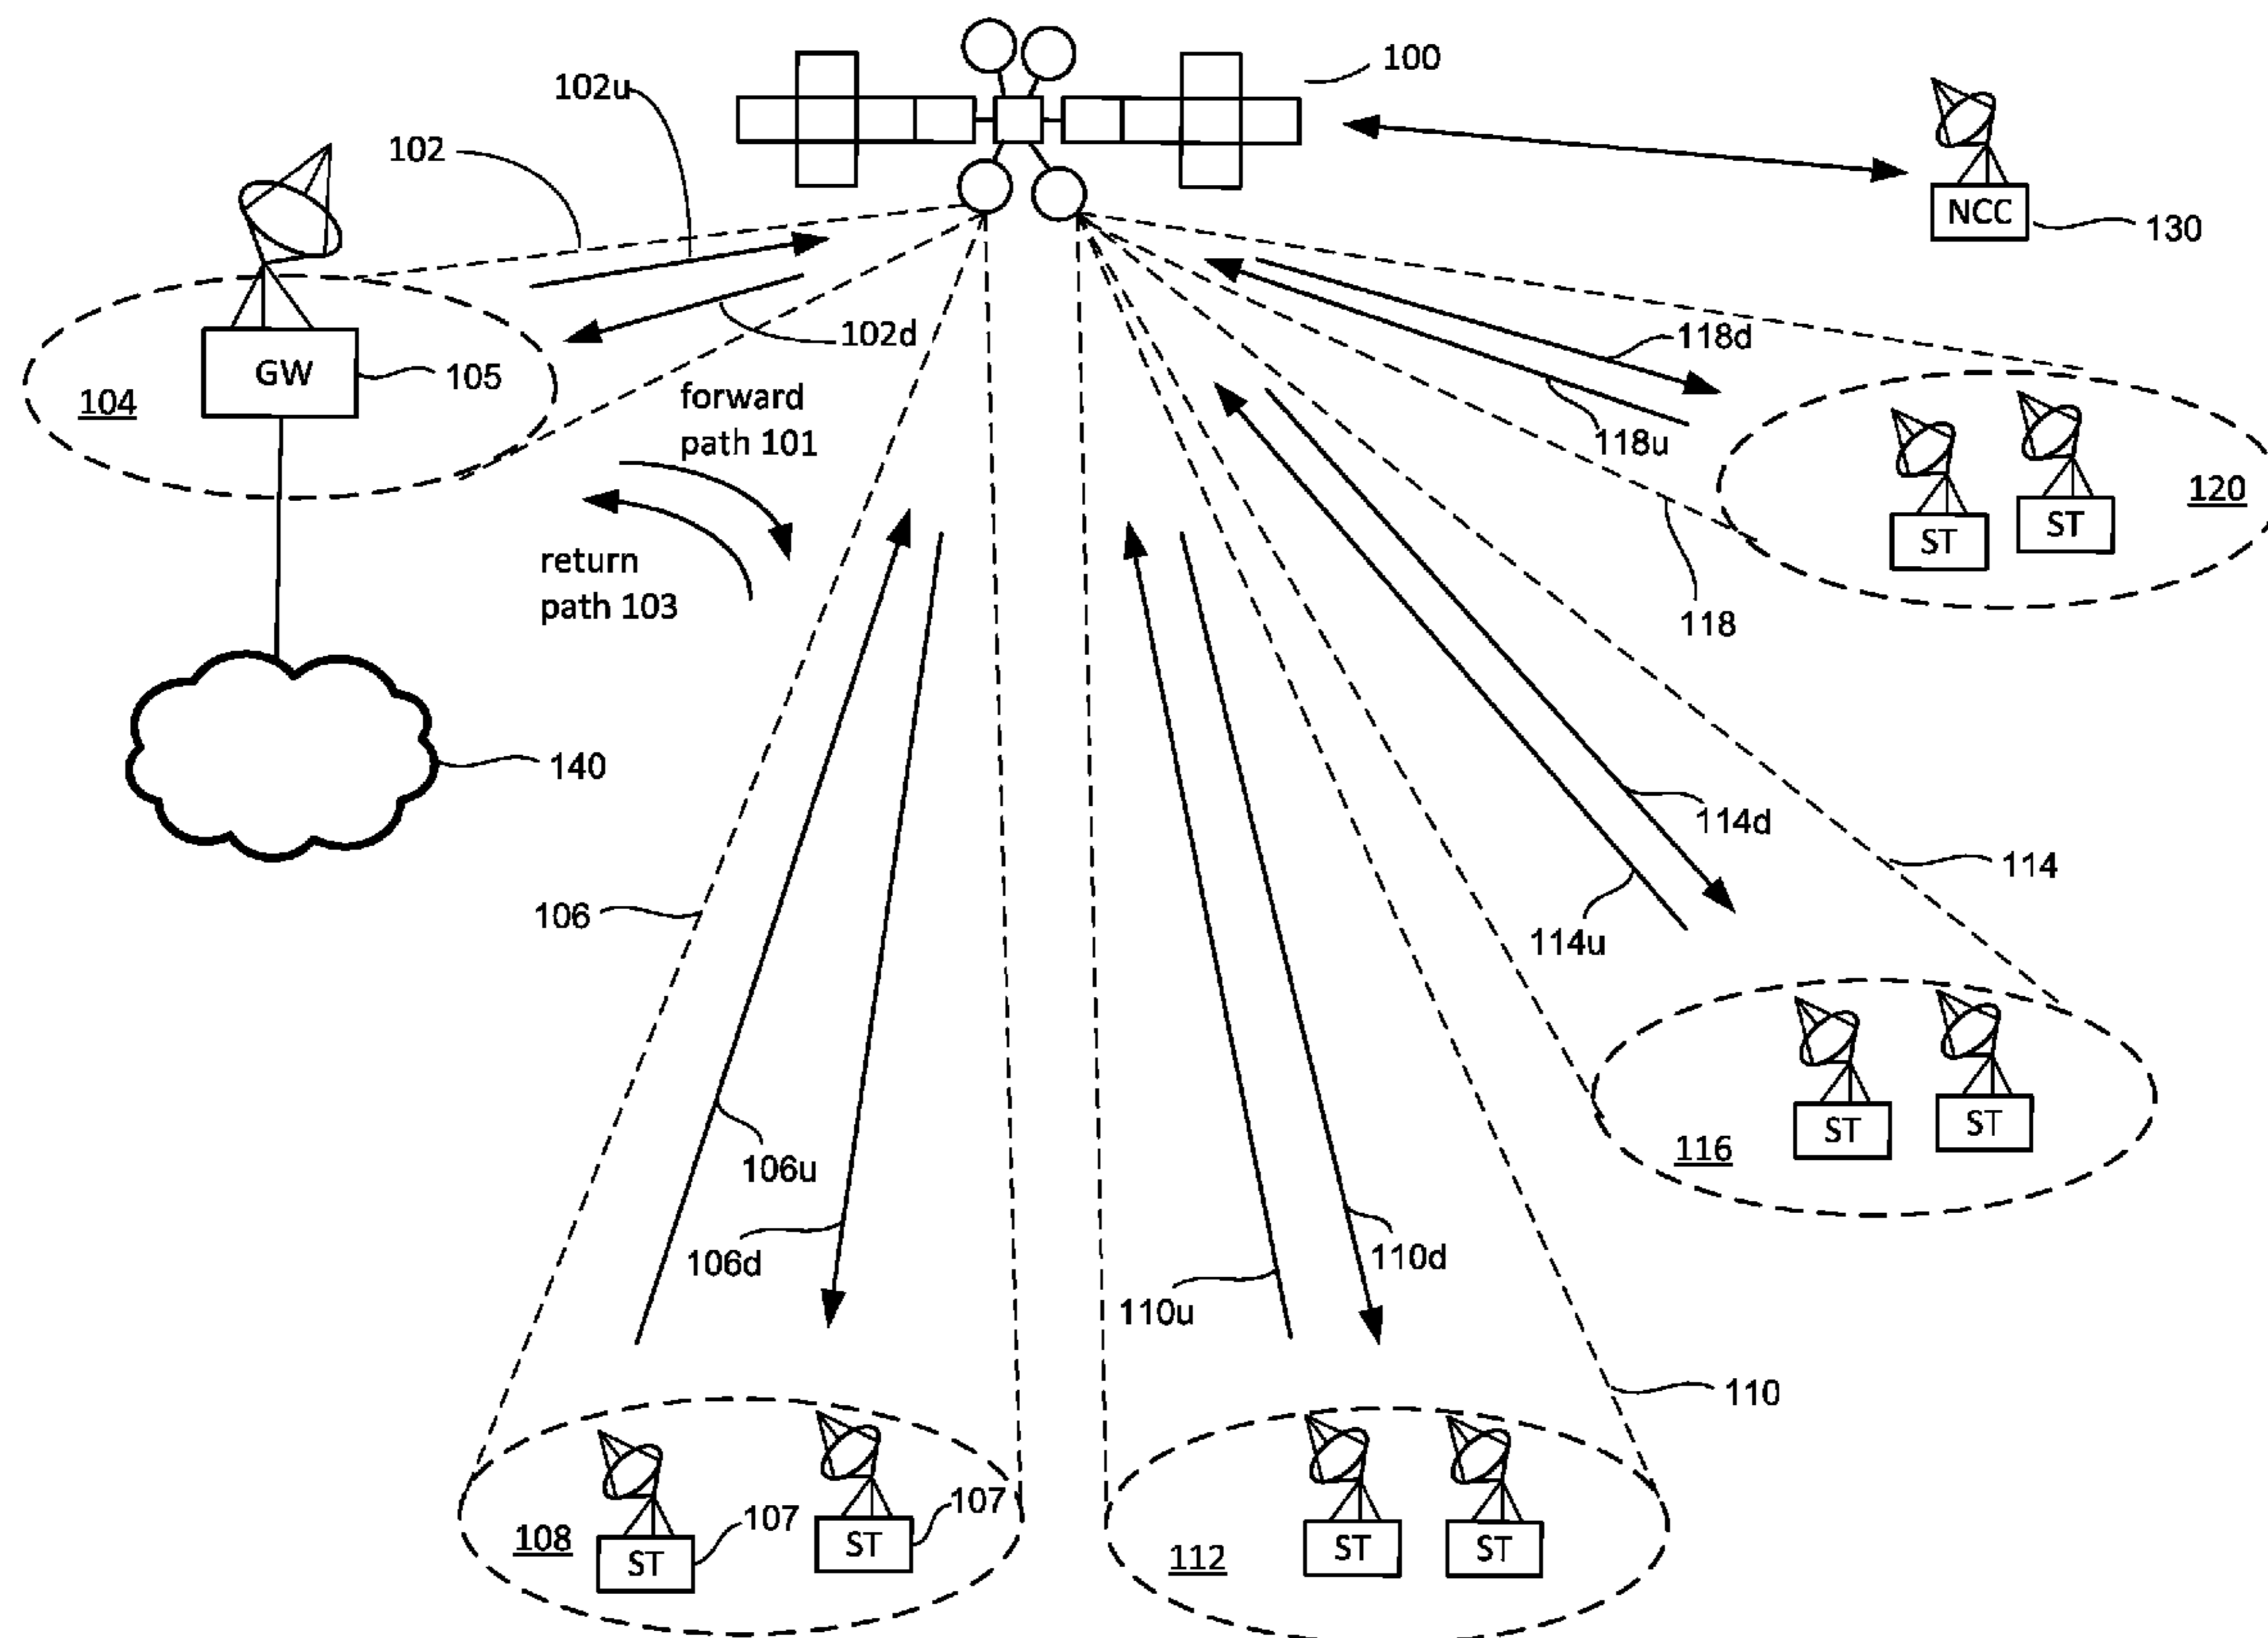 100
102u
102
NCC
130
102d
118d
GW
105
104
forward
path 101
118u
120
ST
ST
return
path 103
118
140
114d
114
106
114u
ST
ST
116
106u
106d
110d
110u
110
107
107
108
ST
ST
112
ST
ST